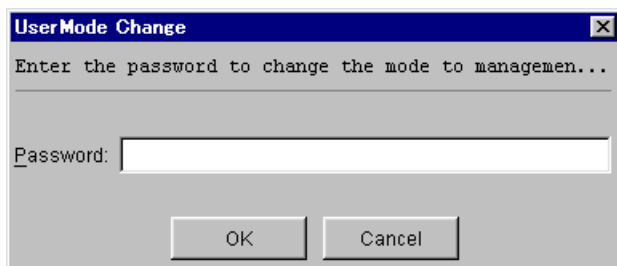 UserMode Change
Enter the password to change the mode to managemen...
Password:
OK
Cancel